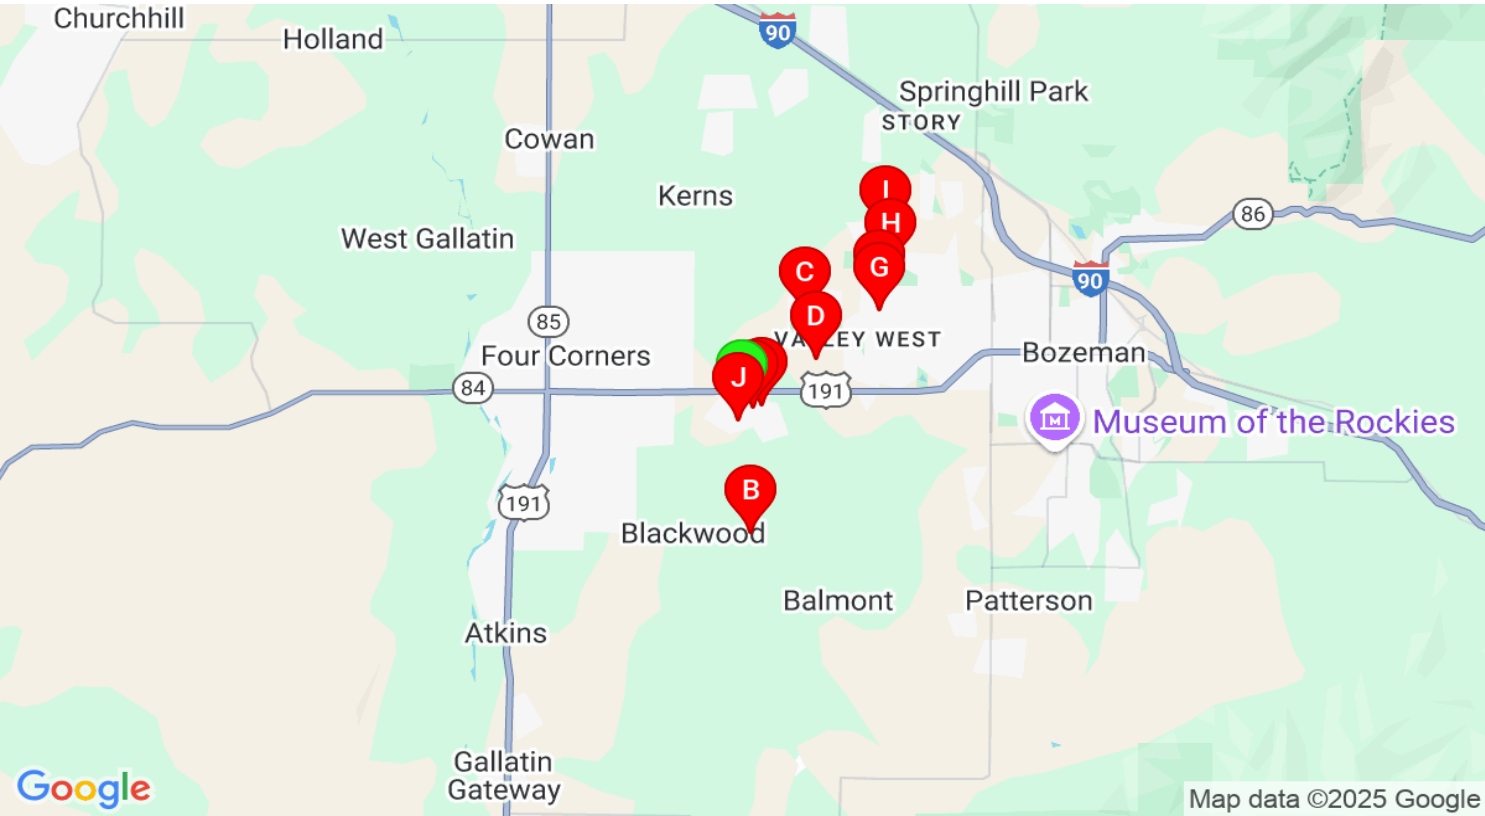 Churchhill
Holland
90
Springhill Park
STORY
Cowan
I
Kerns
86
H
West Gallatin
C
G
90
D
85
VALLEY WEST
Four Corners
Bozeman
J
84
191
Museum of the Rockies
M
B
191
Blackwood
Balmont
Patterson
Atkins
Gallatin
Gateway
Google
Map data ©2025 Google